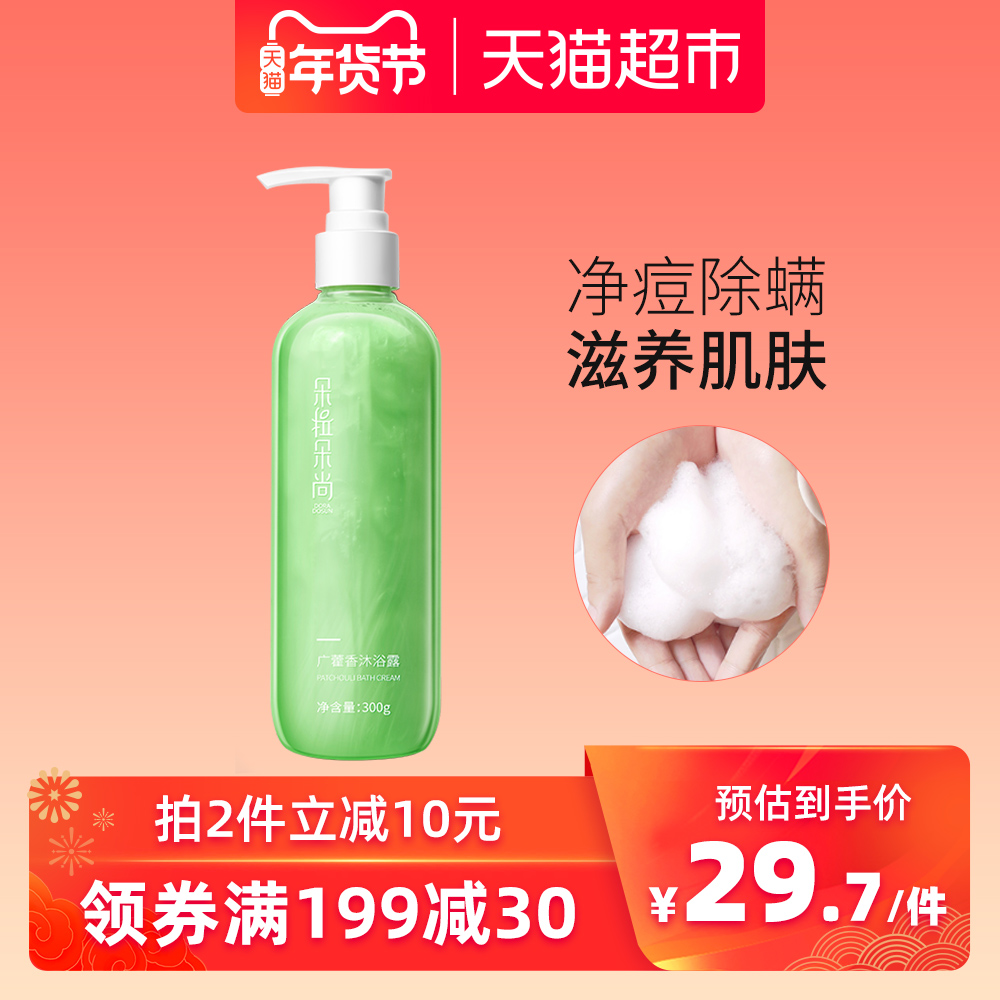 天猫 年货节 天猫超市
净痘除螨
滋养肌肤
朵拉朵尚
DORA
DOSUN
广藿香沐浴露
PATCHOULI BATH CREAM
净含量:300g
拍2件立减10元
领券满199减30
预估到手价
¥29.7/件